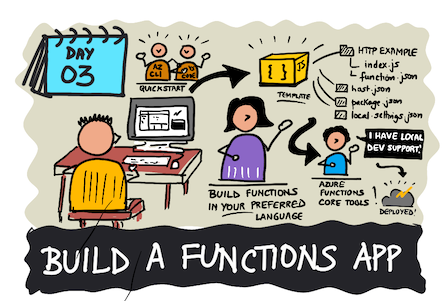 DAY
03
AZ
CLI
VS
CODE
QUICKSTART
{ }
JS
TEMPLATE
HTTP EXAMPLE
index.js
function.json
host.json
package.json
local.settings.json
BUILD FUNCTIONS
IN YOUR PREFERRED
LANGUAGE
AZURE
FUNCTIONS
CORE TOOLS
I HAVE LOCAL
DEV SUPPORT!
!
DEPLOYED!
BUILD A FUNCTIONS APP